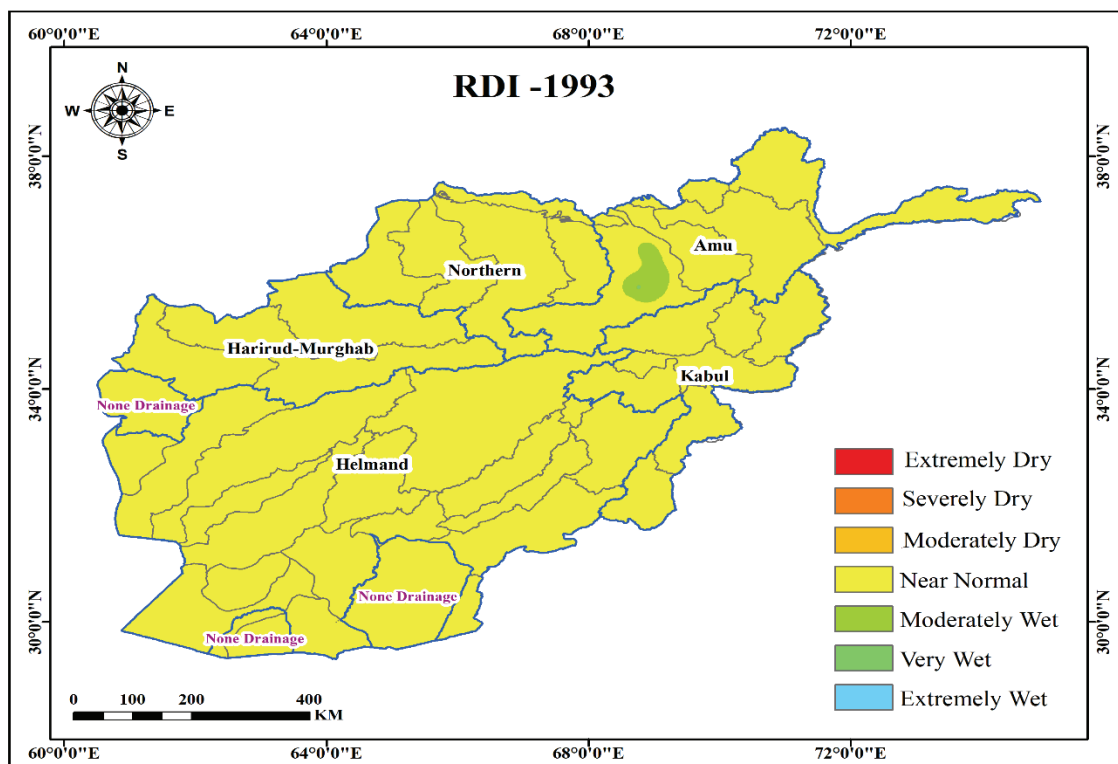 60°0'0"E 64°0'0"E 68°0'0"E 72°0'0"E
RDI -1993
N
W E
S
38°0'0"N 38°0'0"N
Amu
Northern
Harirud-Murghab
Kabul
34°0'0"N 34°0'0"N
None Drainage
Helmand
Extremely Dry
Severely Dry
Moderately Dry
Near Normal
None Drainage
Moderately Wet
30°0'0"N 30°0'0"N
None Drainage
Very Wet
Extremely Wet
0 100 200 400
KM
60°0'0"E 64°0'0"E 68°0'0"E 72°0'0"E